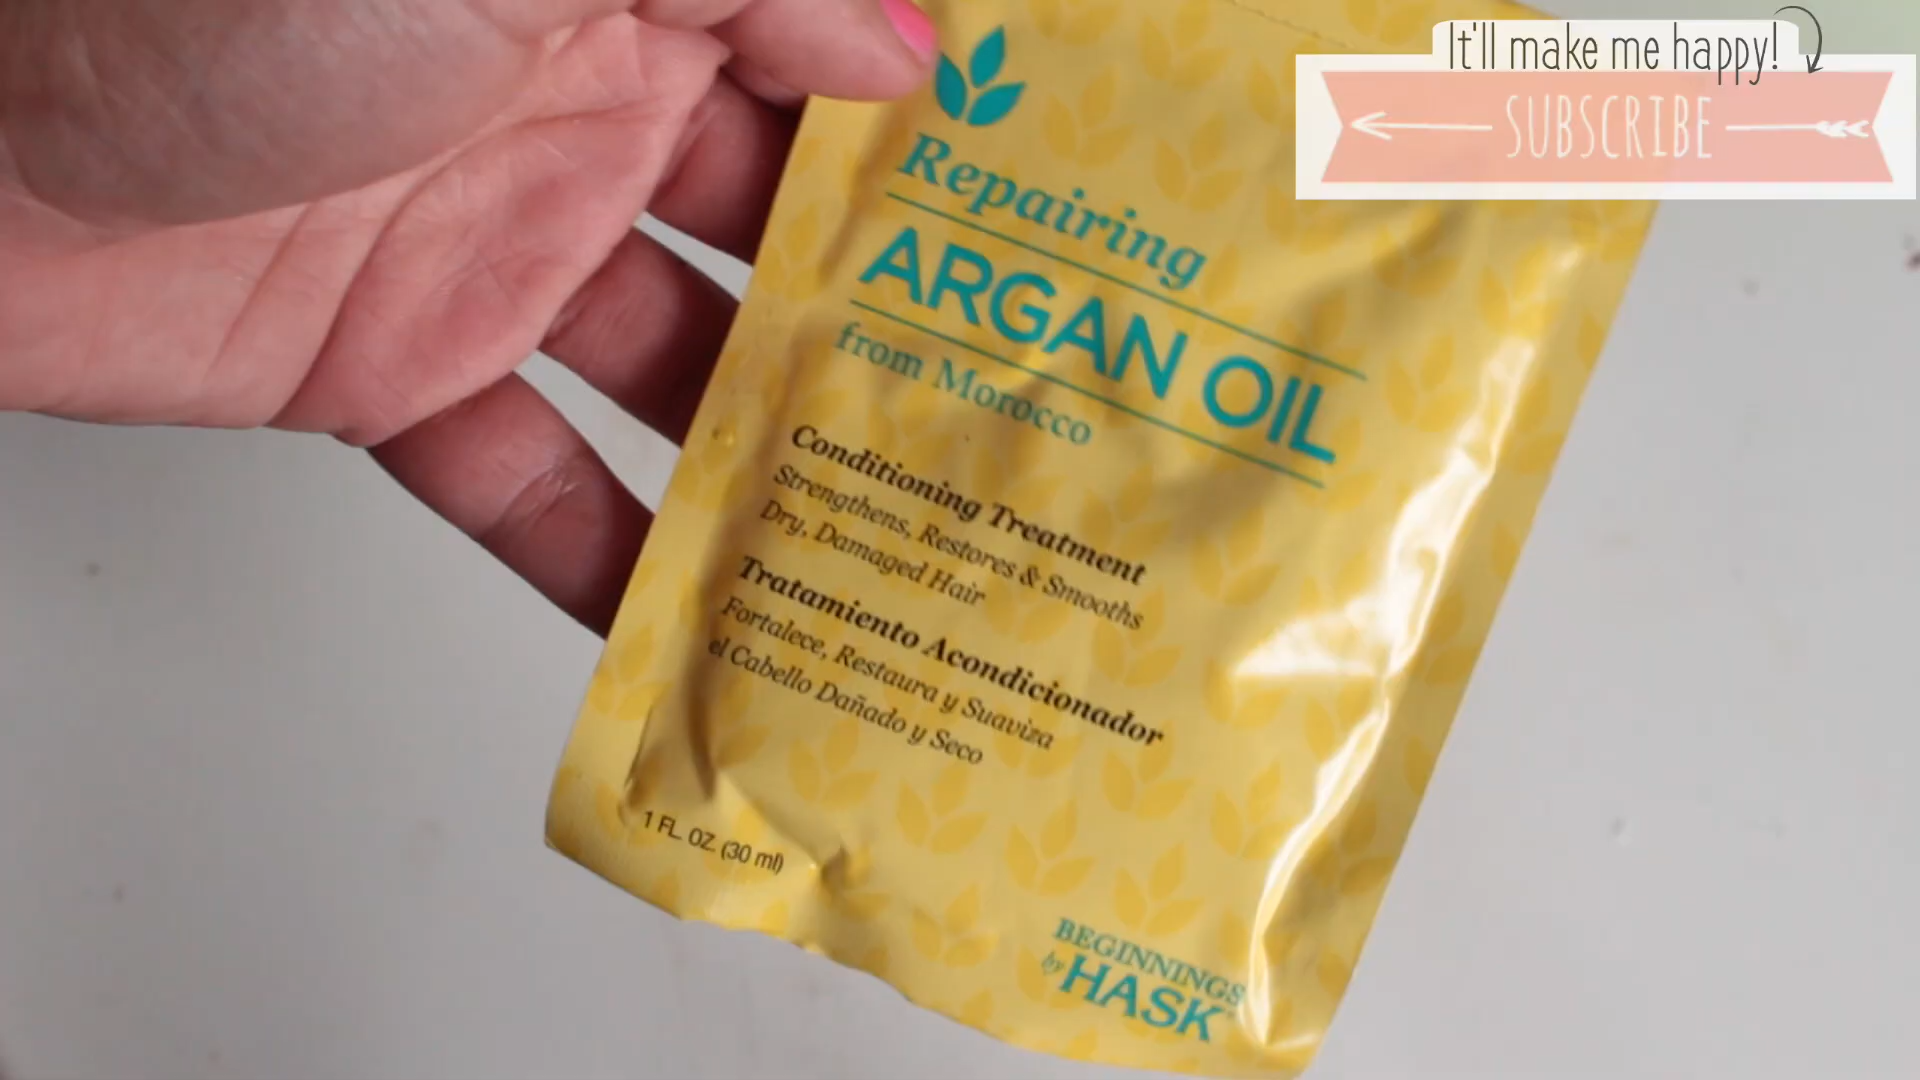 It'll make me happy!
SUBSCRIBE
Repairing
ARGAN OIL
from Morocco
Conditioning Treatment
Strengthens, Restores & Smooths
Dry, Damaged Hair
Tratamiento Acondicionador
Fortalece, Restaura y Suaviza
el Cabello Dañado y Seco
1 FL. OZ. (30 ml)
BEGINNINGS
by HASK